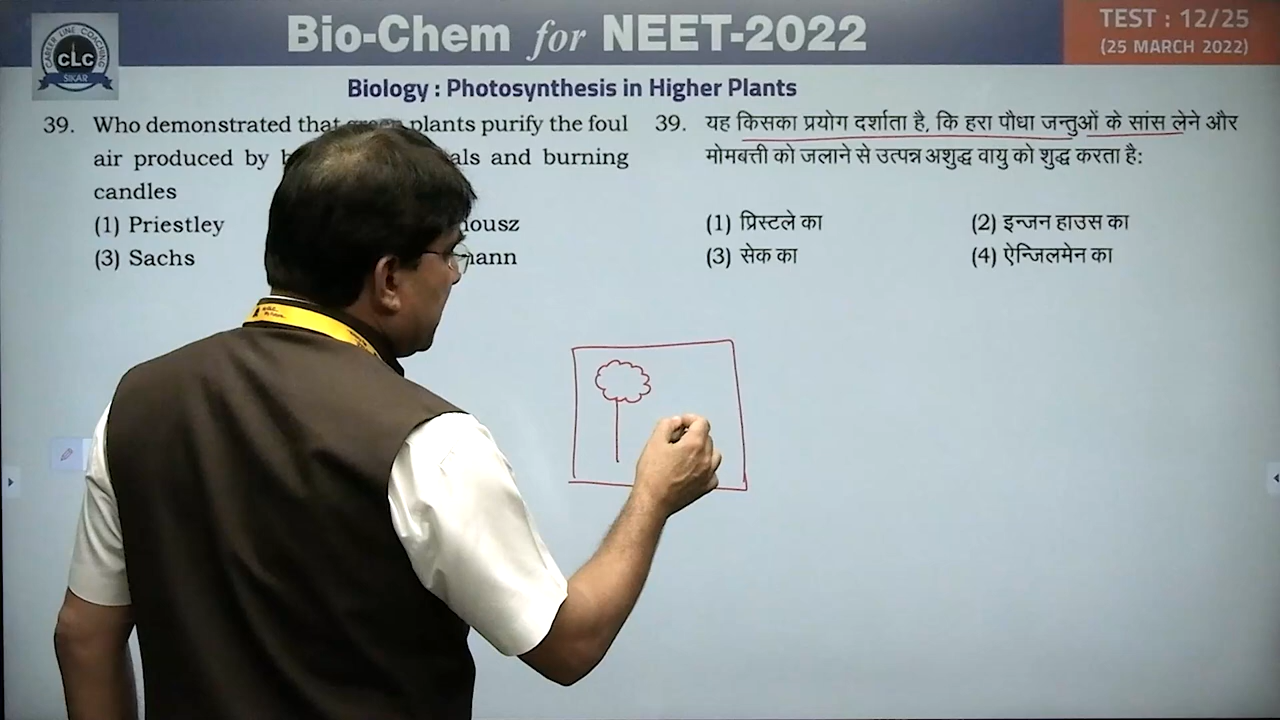 Bio-Chem for NEET-2022
TEST : 12/25
(25 MARCH 2022)
CAREER LINE COACHING
CLC
SIKAR
Biology : Photosynthesis in Higher Plants
39. Who demonstrated that green plants purify the foul
air produced by als and burning
candles
(1) Priestley housz
(3) Sachs mann
39. यह किसका प्रयोग दर्शाता है, कि हरा पौधा जन्तुओं के सांस लेने और
मोमबत्ती को जलाने से उत्पन्न अशुद्ध वायु को शुद्ध करता है:
(1) प्रिस्टले का (2) इन्जन हाउस का
(3) सेक का (4) ऐन्जिलमेन का